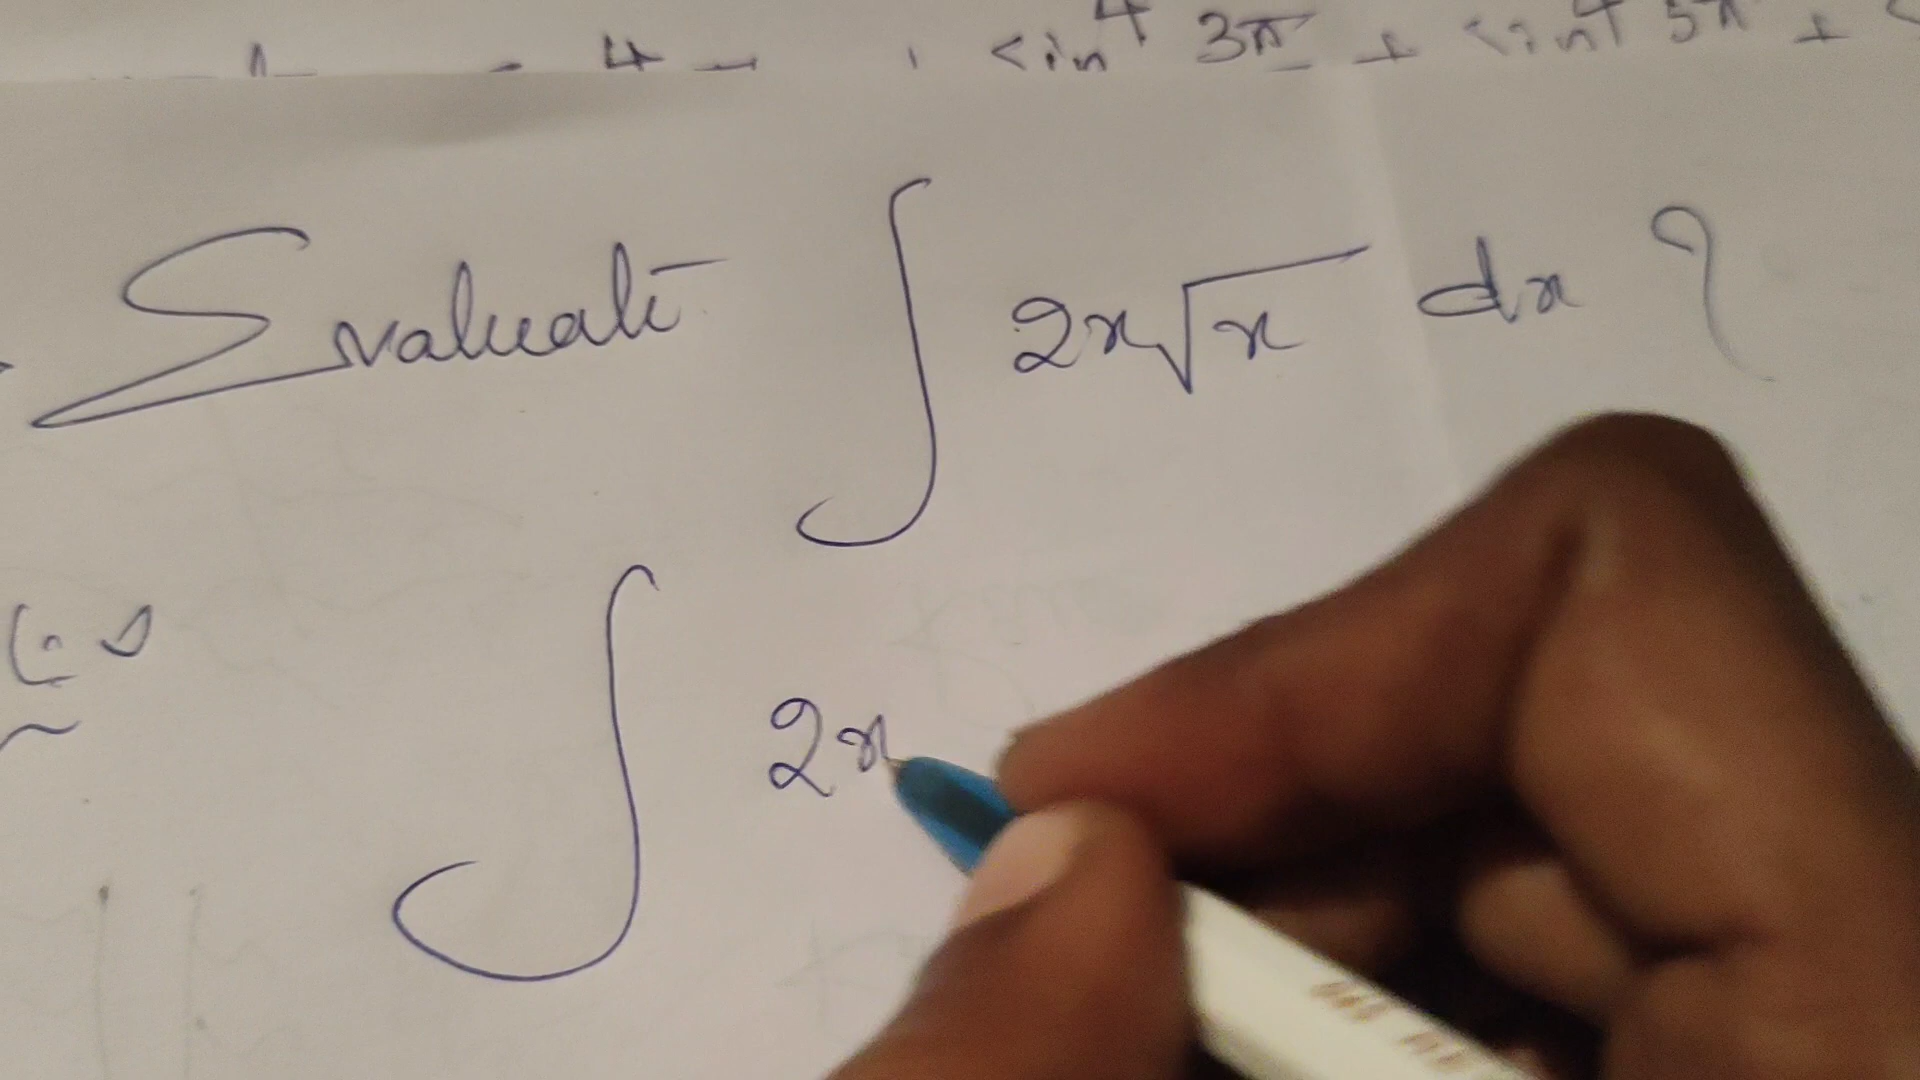 sin⁴ 3π + sin⁴ 5π +
Evaluate ∫ 2x√x dx ?
∫ 2x